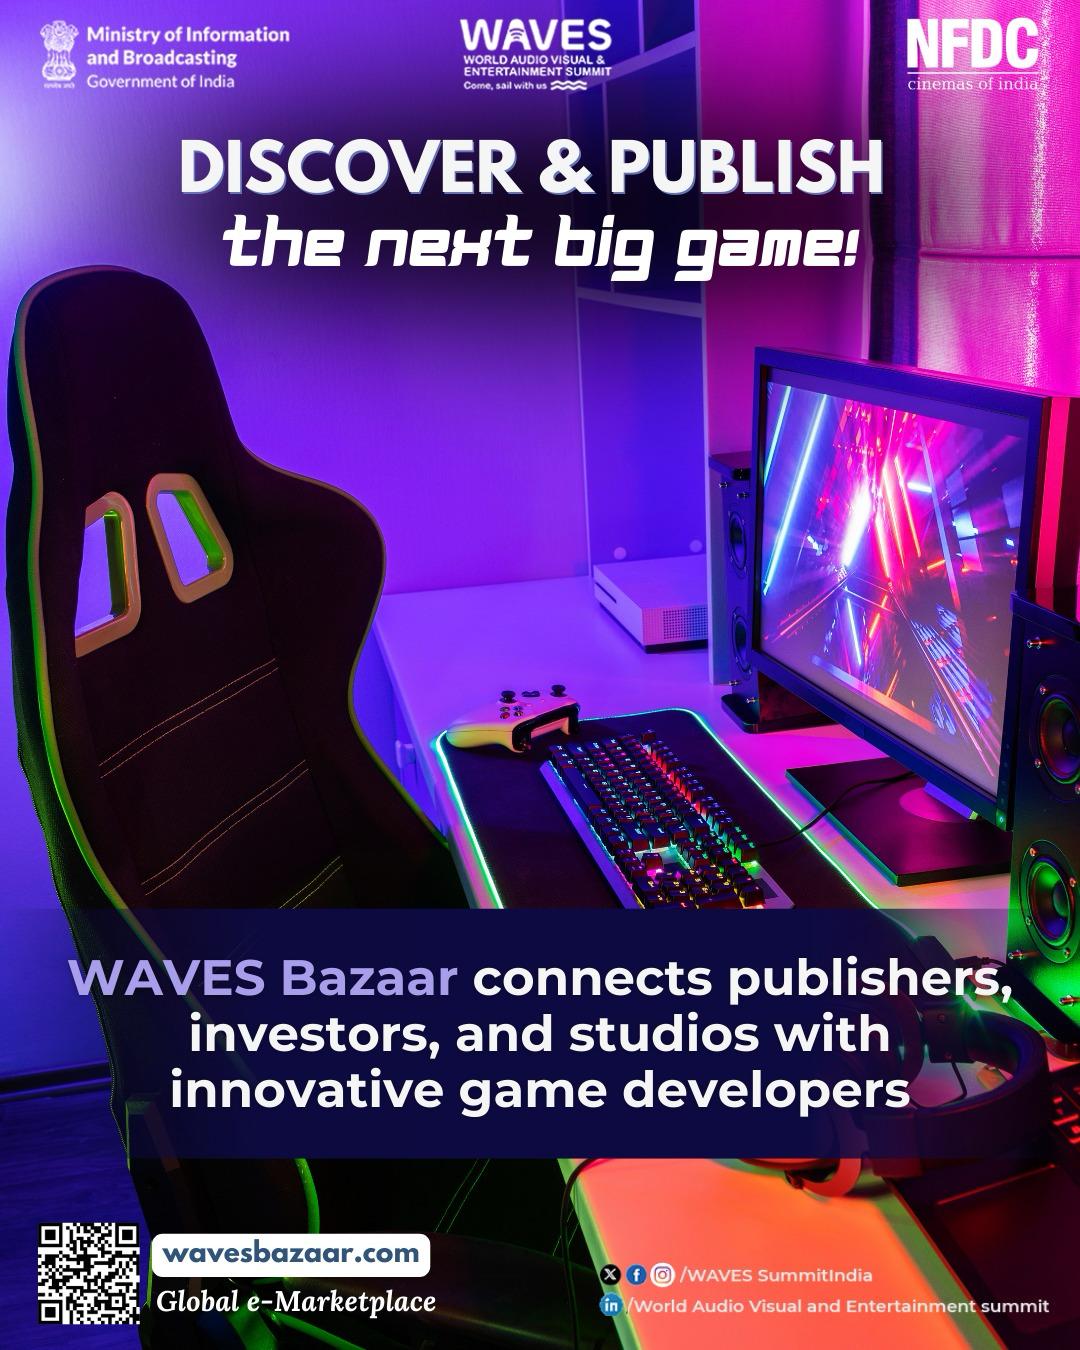 Ministry of Information
and Broadcasting
Government of India
WAVES
WORLD AUDIO VISUAL &
ENTERTAINMENT SUMMIT
Come, sail with us
NFDC
cinemas of india
DISCOVER & PUBLISH
the next big game!
WAVES Bazaar connects publishers,
investors, and studios with
innovative game developers
wavesbazaar.com
Global e-Marketplace
/WAVES SummitIndia
in /World Audio Visual and Entertainment summit